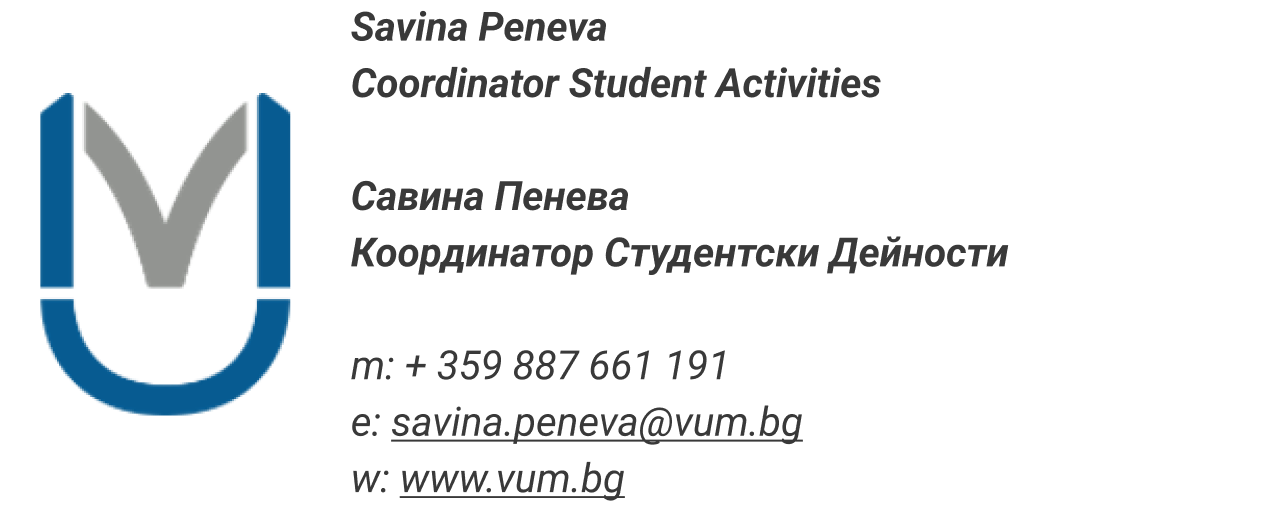 Savina Peneva
Coordinator Student Activities
Савина Пенева
Координатор Студентски Дейности
m: + 359 887 661 191
e: savina.peneva@vum.bg
w: www.vum.bg